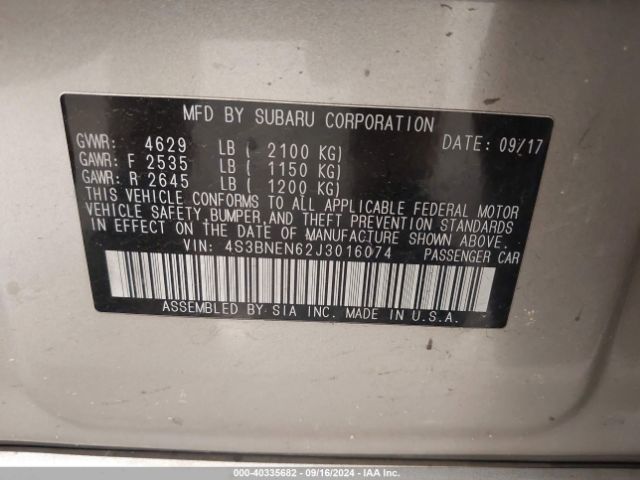 MFD BY SUBARU CORPORATION
GVWR: 4629 LB ( 2100 KG) DATE: 09/17
GAWR: F 2535 LB ( 1150 KG)
GAWR: R 2645 LB ( 1200 KG)
THIS VEHICLE CONFORMS TO ALL APPLICABLE FEDERAL MOTOR
VEHICLE SAFETY, BUMPER, AND THEFT PREVENTION STANDARDS
IN EFFECT ON THE DATE OF MANUFACTURE SHOWN ABOVE.
VIN: 4S3BNEN62J3016074 PASSENGER CAR
ASSEMBLED BY SIA INC. MADE IN U.S.A.
000-40335682 - 09/16/2024 - IAA Inc.